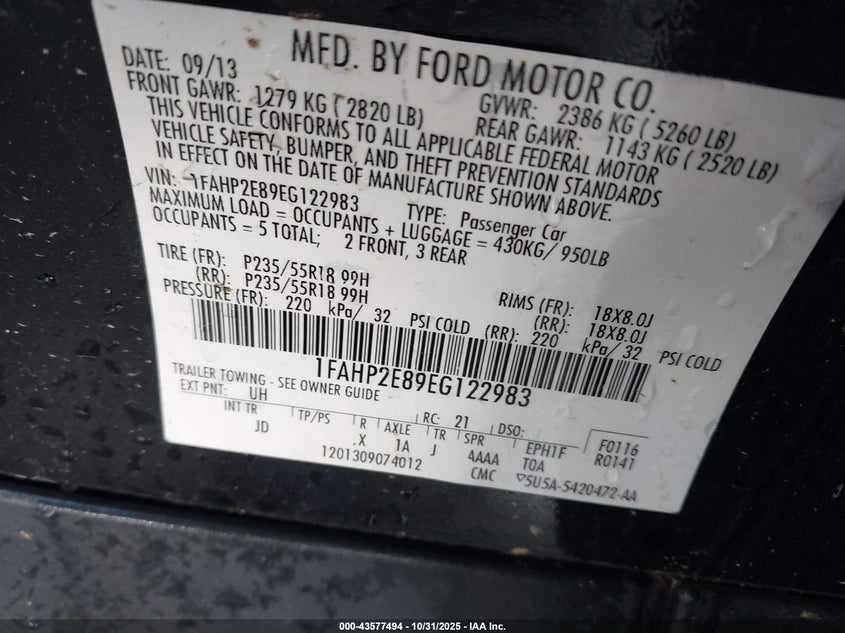 MFD. BY FORD MOTOR CO.
DATE: 09/13 GVWR: 2386 KG ( 5260 LB)
FRONT GAWR: 1279 KG ( 2820 LB) REAR GAWR: 1143 KG ( 2520 LB)
THIS VEHICLE CONFORMS TO ALL APPLICABLE FEDERAL MOTOR
VEHICLE SAFETY, BUMPER, AND THEFT PREVENTION STANDARDS
IN EFFECT ON THE DATE OF MANUFACTURE SHOWN ABOVE.
VIN: 1FAHP2E89EG122983 TYPE: Passenger Car
MAXIMUM LOAD = OCCUPANTS + LUGGAGE = 430KG/ 950LB
OCCUPANTS = 5 TOTAL; 2 FRONT, 3 REAR
TIRE (FR): P235/55R18 99H RIMS (FR): 18X8.0J
(RR): P235/55R18 99H (RR): 18X8.0J
PRESSURE (FR): 220 kPa/ 32 PSI COLD (RR): 220 kPa/ 32 PSI COLD
1FAHP2E89EG122983
TRAILER TOWING - SEE OWNER GUIDE
EXT PNT: UH RC: 21 DSO:
INT TR TP/PS R AXLE TR SPR EPH1F F0116
JD X 1A J AAAA TOA R0141
1201309074012 CMC 5U5A-5420472-AA
000-43577494 - 10/31/2025 - IAA Inc.